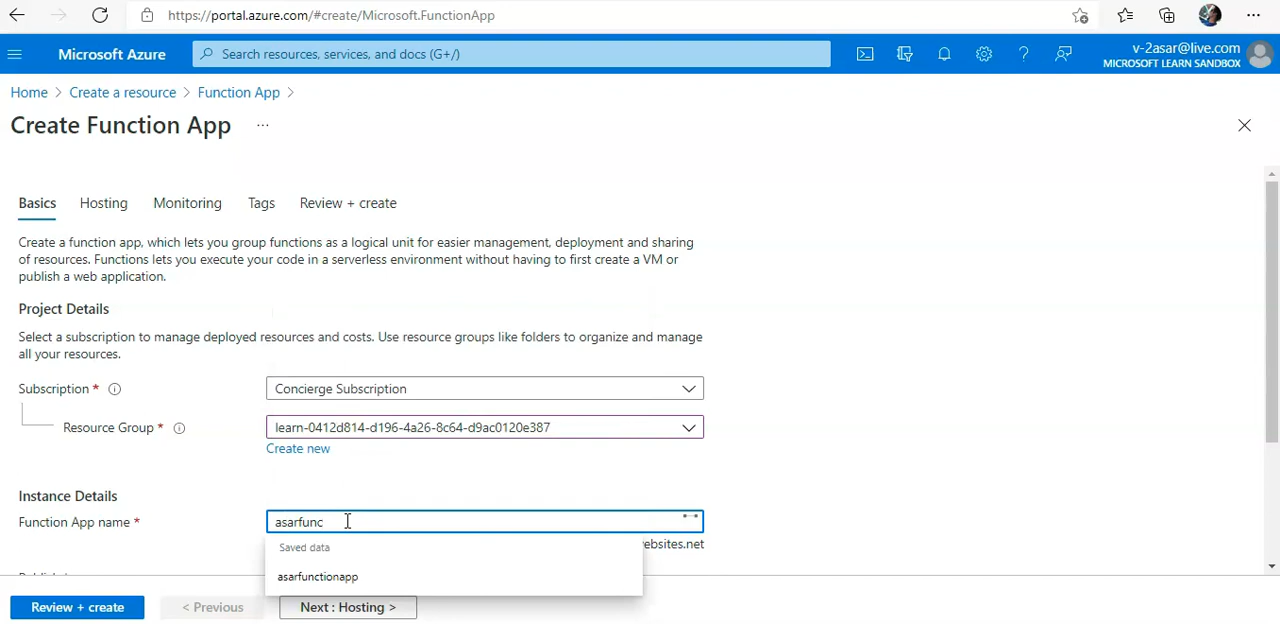 https://portal.azure.com/#create/Microsoft.FunctionApp
Microsoft Azure
Search resources, services, and docs (G+/)
v-2asar@live.com
MICROSOFT LEARN SANDBOX
Home > Create a resource > Function App >
Create Function App ...
Basics Hosting Monitoring Tags Review + create
Create a function app, which lets you group functions as a logical unit for easier management, deployment and sharing
of resources. Functions lets you execute your code in a serverless environment without having to first create a VM or
publish a web application.
Project Details
Select a subscription to manage deployed resources and costs. Use resource groups like folders to organize and manage
all your resources.
Subscription * Concierge Subscription
Resource Group * learn-0412d814-d196-4a26-8c64-d9ac0120e387
Create new
Instance Details
Function App name * asarfunc
ebsites.net
Saved data
asarfunctionapp
Review + create < Previous Next : Hosting >